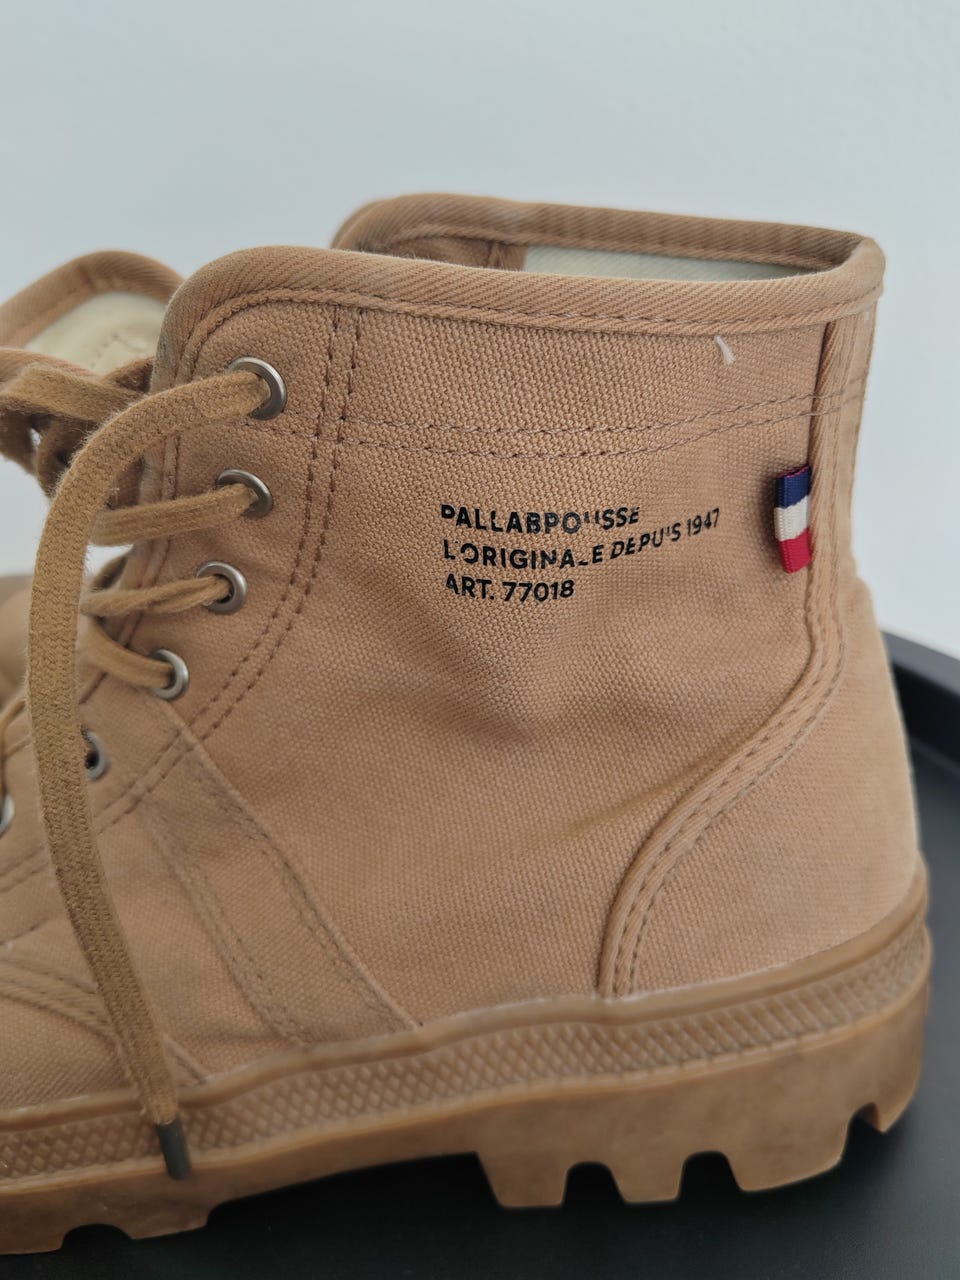 PALLABROUSSE
L'ORIGINALE DEPUIS 1947
ART. 77018